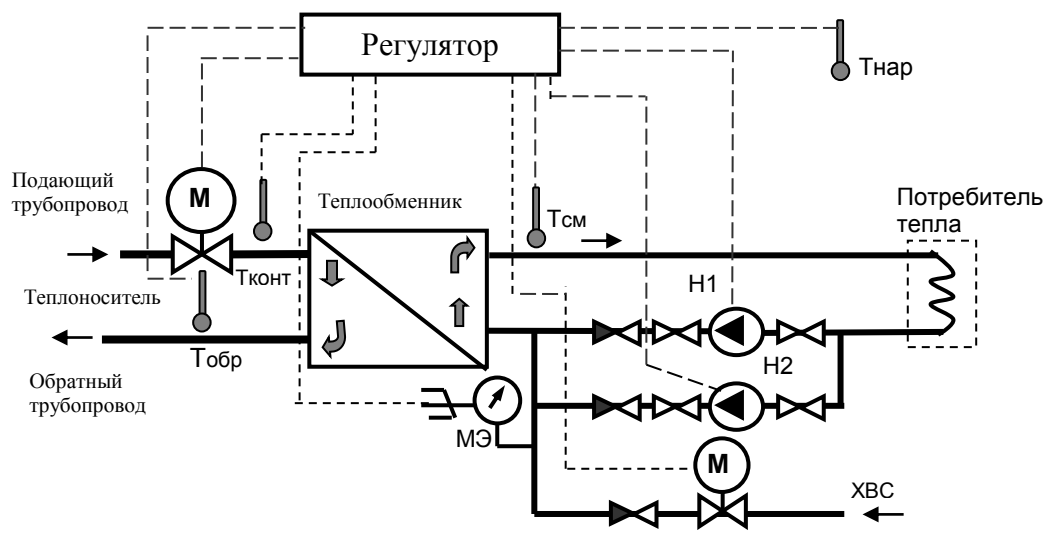 Регулятор
Тнар
Подающий
трубопровод
М
Теплообменник
Тсм
Потребитель
тепла
Тконт
Теплоноситель
Н1
Тобр
Н2
Обратный
трубопровод
МЭ
М
ХВС